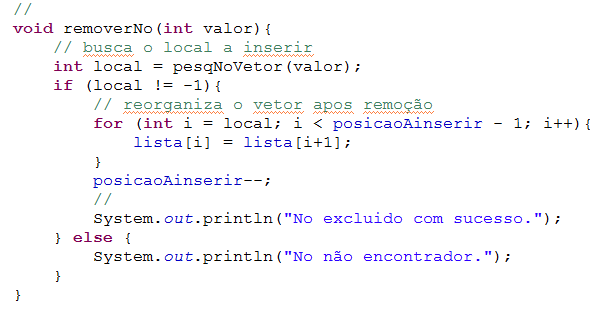 //
void removerNo(int valor){
    // busca o local a inserir
    int local = pesqNoVetor(valor);
    if (local != -1){
        // reorganiza o vetor apos remoção
        for (int i = local; i < posicaoAinserir - 1; i++){
            lista[i] = lista[i+1];
        }
        posicaoAinserir--;
        //
        System.out.println("No excluido com sucesso.");
    } else {
        System.out.println("No não encontrador.");
    }
}